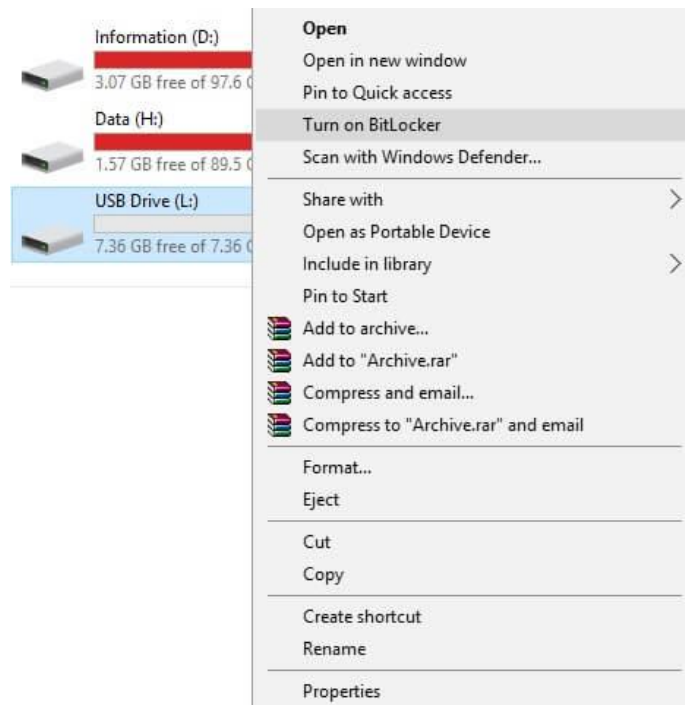 Information (D:)
3.07 GB free of 97.6
Data (H:)
1.57 GB free of 89.5
USB Drive (L:)
7.36 GB free of 7.36
Open
Open in new window
Pin to Quick access
Turn on BitLocker
Scan with Windows Defender...
Share with
Open as Portable Device
Include in library
Pin to Start
Add to archive...
Add to "Archive.rar"
Compress and email...
Compress to "Archive.rar" and email
Format...
Eject
Cut
Copy
Create shortcut
Rename
Properties